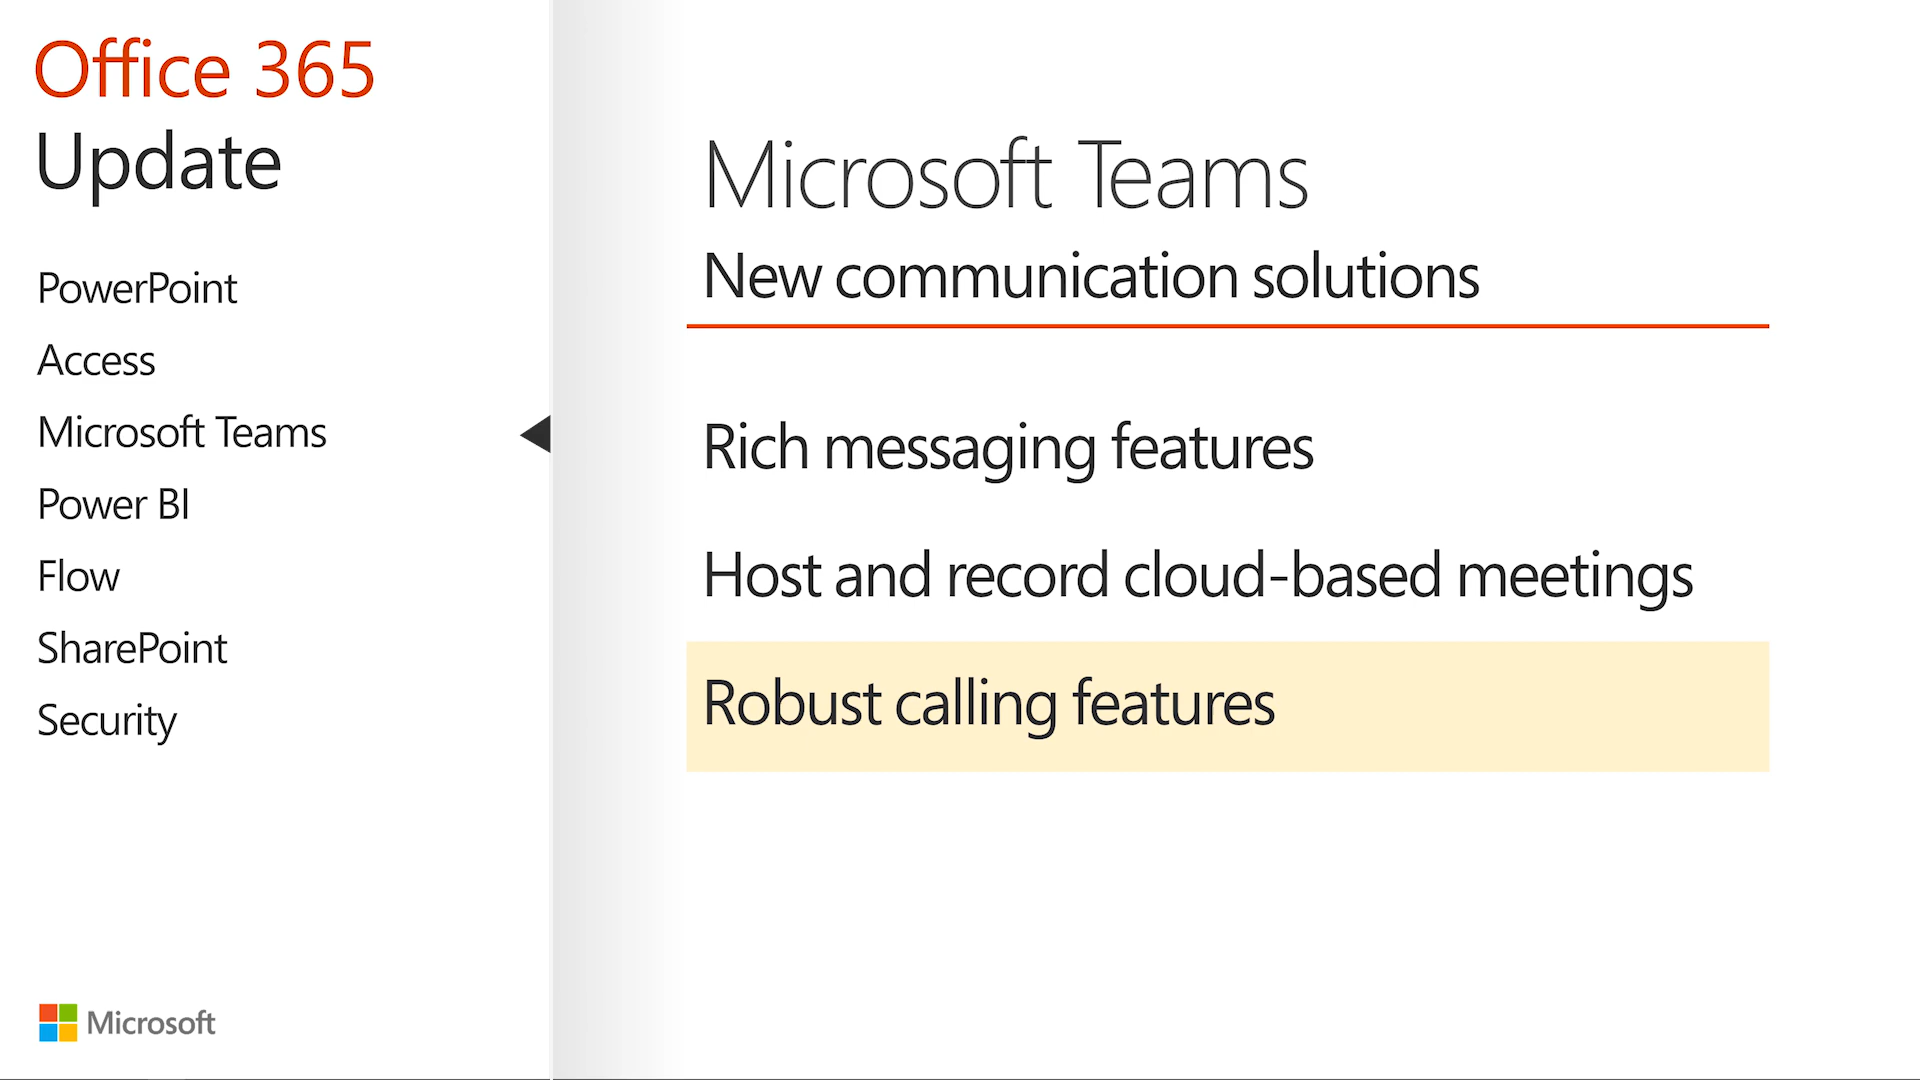 Office 365
Update
PowerPoint
Access
Microsoft Teams
Power BI
Flow
SharePoint
Security
Microsoft
Microsoft Teams
New communication solutions
Rich messaging features
Host and record cloud-based meetings
Robust calling features